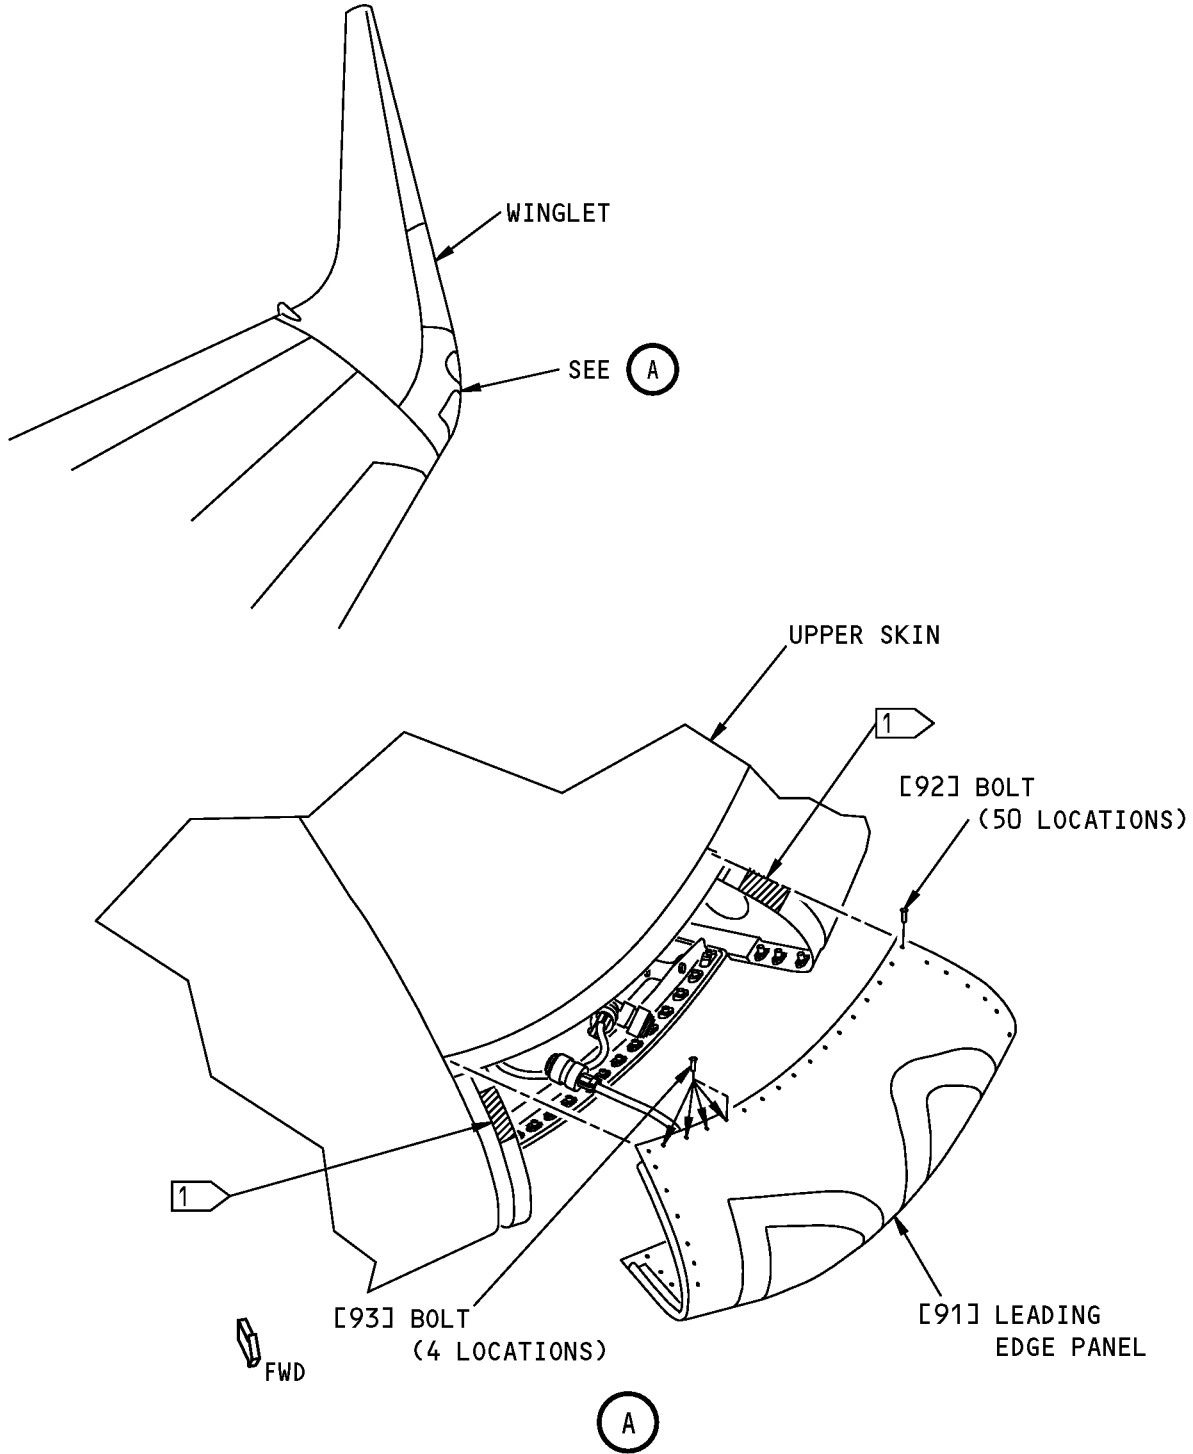 WINGLET
SEE A
UPPER SKIN
1
[92] BOLT
(50 LOCATIONS)
1
[93] BOLT
(4 LOCATIONS)
[91] LEADING
EDGE PANEL
FWD
A